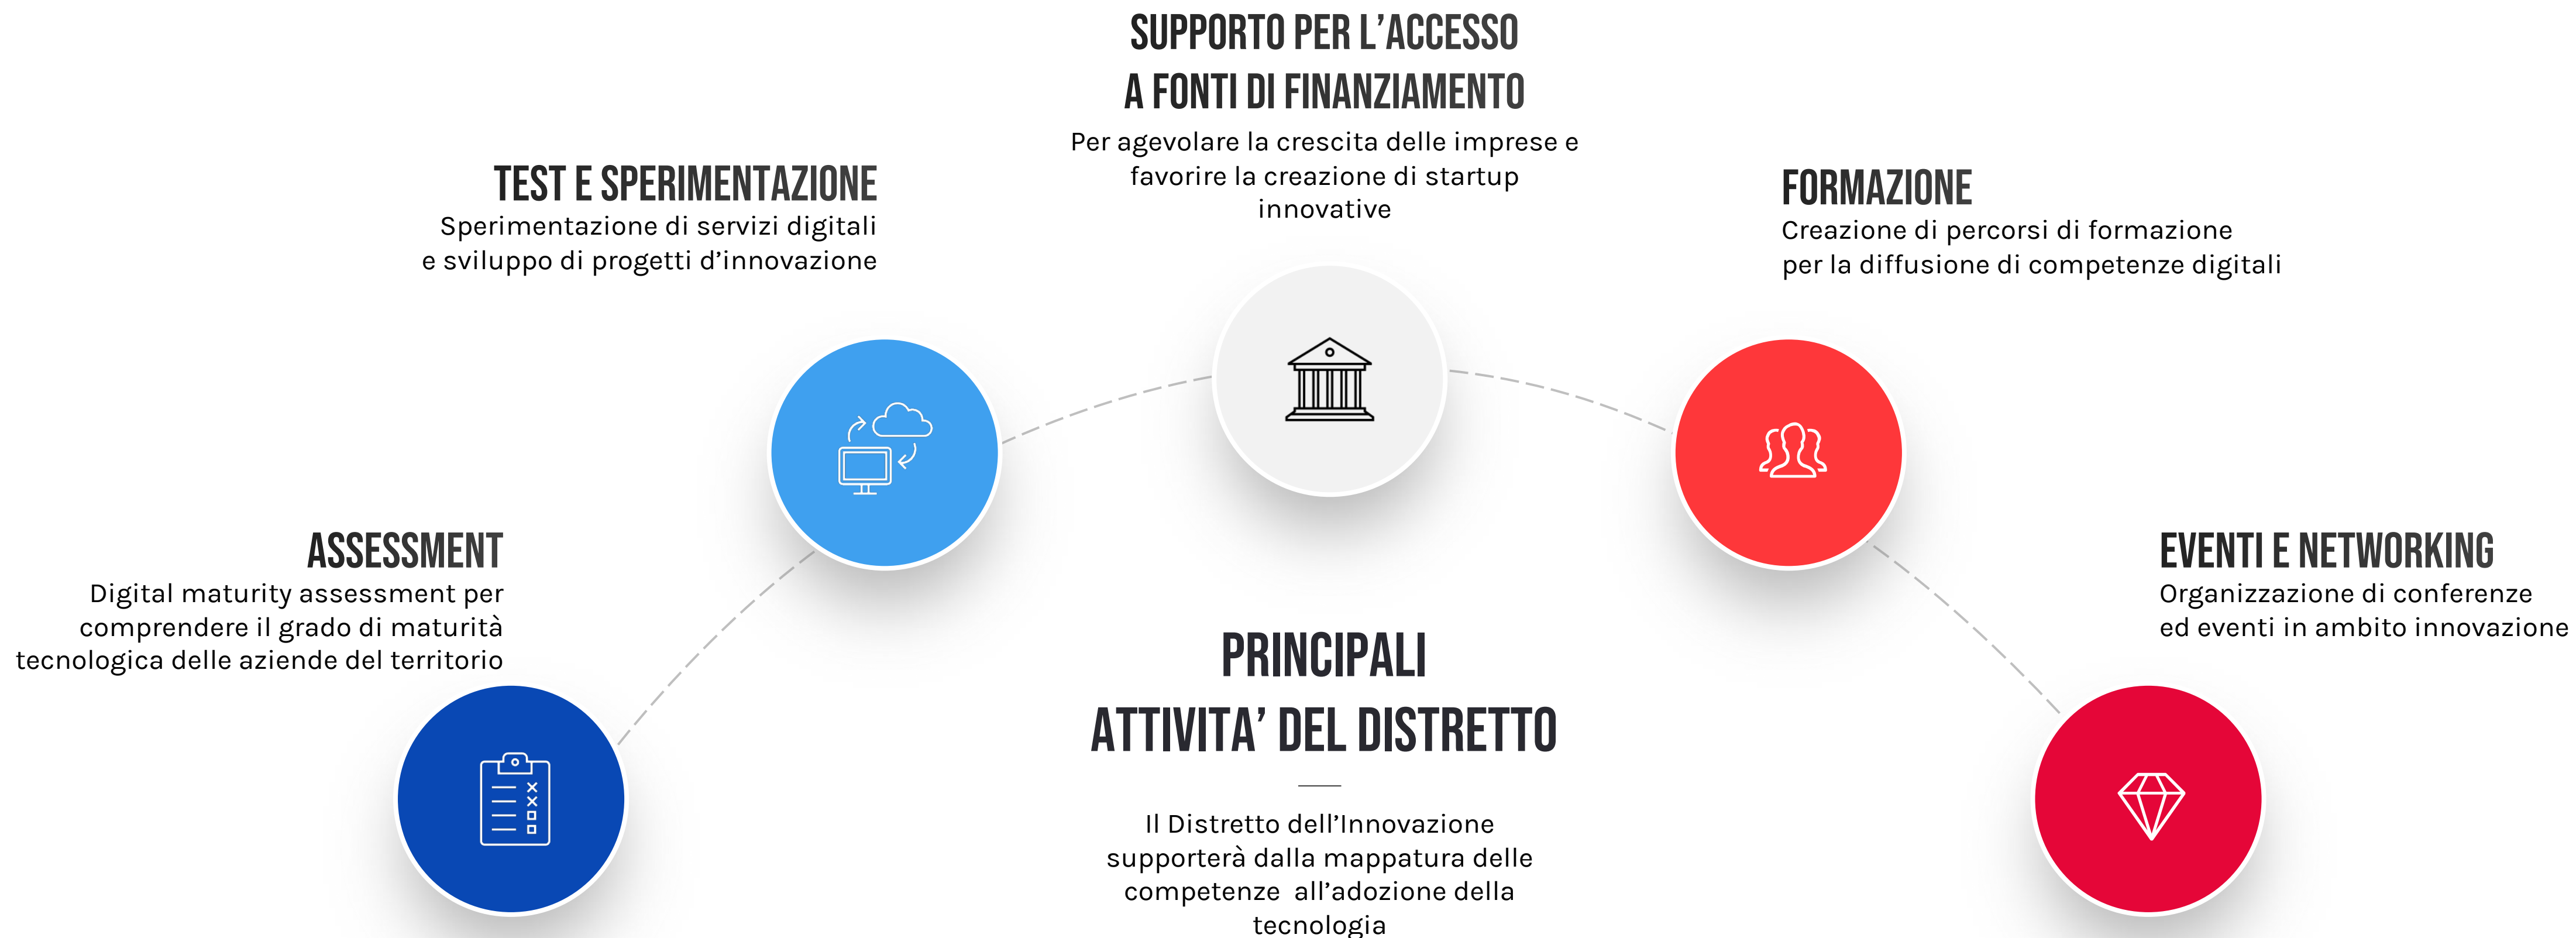 SUPPORTO PER L’ACCESSO
A FONTI DI FINANZIAMENTO
Per agevolare la crescita delle imprese e
favorire la creazione di startup
innovative
TEST E SPERIMENTAZIONE
Sperimentazione di servizi digitali
e sviluppo di progetti d’innovazione
FORMAZIONE
Creazione di percorsi di formazione
per la diffusione di competenze digitali
ASSESSMENT
Digital maturity assessment per
comprendere il grado di maturità
tecnologica delle aziende del territorio
EVENTI E NETWORKING
Organizzazione di conferenze
ed eventi in ambito innovazione
PRINCIPALI
ATTIVITA’ DEL DISTRETTO
Il Distretto dell’Innovazione
supporterà dalla mappatura delle
competenze  all’adozione della
tecnologia